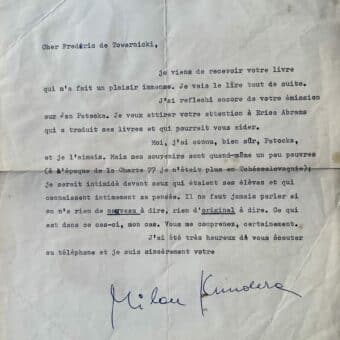 Cher Frédéric de Towarnicki,
je viens de recevoir votre livre
qui m'a fait un plaisir immense. Je vais le lire tout de suite.
J'ai reflechi encore de votre émission
sur Jan Patocka. Je veux attirer votre attention à Erica Abrams
qui a traduit ses livres et qui pourrait vous aider.
Moi, j'ai connu, bien sûr, Patocka,
et je l'aimais. Mais mes souvenirs sont quand-même un peu pauvres
(à l'époque de la Charte 77 je n'étais plus en Tchécoslovaquie);
je serais intimidé devant ceux qui étaient ses élèves et qui
connaissent intimement sa pensée. Il ne faut jamais parler si
on n'a rien de nouveau à dire, rien d'original à dire. Ce qui
est dans ce cas-ci, mon cas. Vous me comprenez, certainement.
J'ai été très heureux de vous écouter
au téléphone et je suis sincèrement votre
Milan Kundera